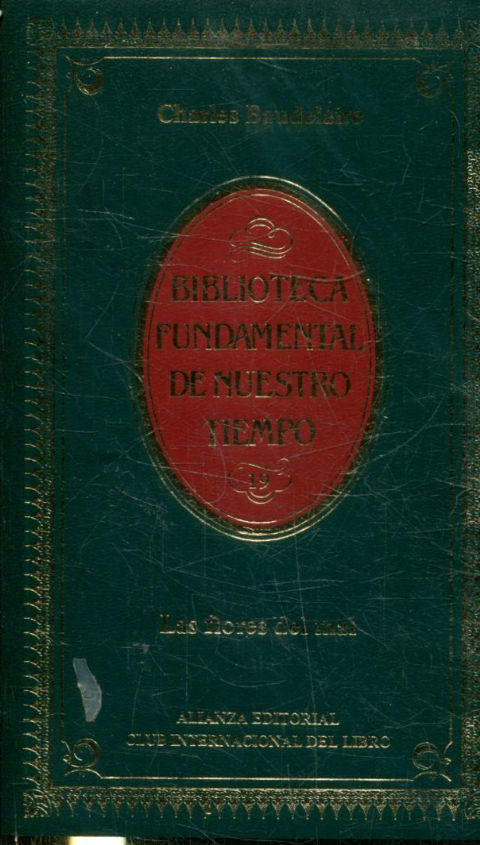 Charles Baudelaire
BIBLIOTECA
FUNDAMENTAL
DE NUESTRO
TIEMPO
19
Las flores del mal
ALIANZA EDITORIAL
CLUB INTERNACIONAL DEL LIBRO